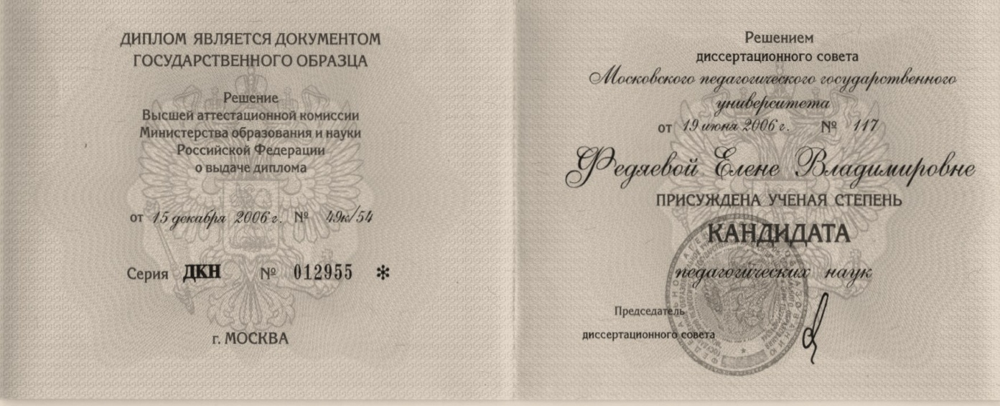 ДИПЛОМ ЯВЛЯЕТСЯ ДОКУМЕНТОМ
ГОСУДАРСТВЕННОГО ОБРАЗЦА
Решение
Высшей аттестационной комиссии
Министерства образования и науки
Российской Федерации
о выдаче диплома
от 15 декабря 2006 г. № 49к/54
Серия ДКН № 012955 *
г. МОСКВА
Решением
диссертационного совета
Московского педагогического государственного
университета
от 19 июня 2006 г. № 117
Федяевой Елене Владимировне
ПРИСУЖДЕНА УЧЕНАЯ СТЕПЕНЬ
КАНДИДАТА
педагогических наук
Председатель
диссертационного совета